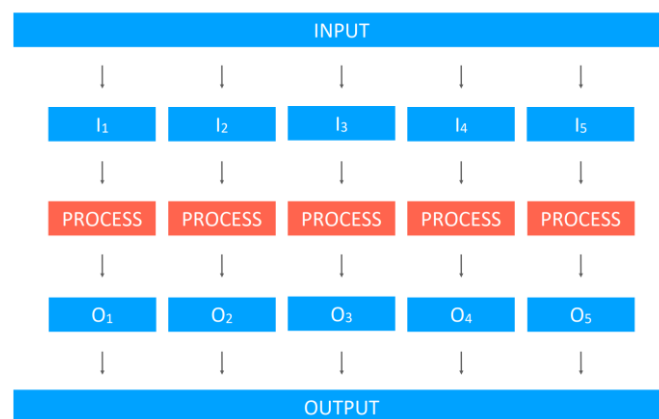 INPUT
I₁ I₂ I₃ I₄ I₅
PROCESS PROCESS PROCESS PROCESS PROCESS
O₁ O₂ O₃ O₄ O₅
OUTPUT